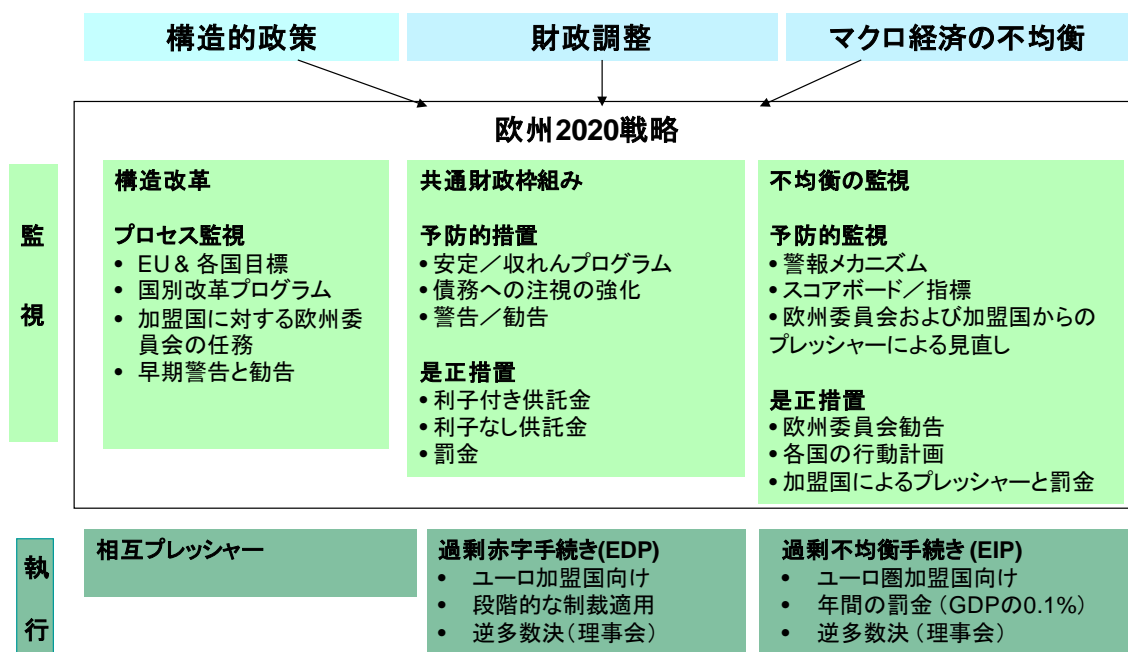 構造的政策
財政調整
マクロ経済の不均衡
欧州2020戦略
監
視
構造改革
プロセス監視
• EU & 各国目標
• 国別改革プログラム
• 加盟国に対する欧州委
員会の任務
• 早期警告と勧告
共通財政枠組み
予防的措置
• 安定／収れんプログラム
• 債務への注視の強化
• 警告／勧告
是正措置
• 利子付き供託金
• 利子なし供託金
• 罰金
不均衡の監視
予防的監視
• 警報メカニズム
• スコアボード／指標
• 欧州委員会および加盟国からの
プレッシャーによる見直し
是正措置
• 欧州委員会勧告
• 各国の行動計画
• 加盟国によるプレッシャーと罰金
執
行
相互プレッシャー
過剰赤字手続き(EDP)
• ユーロ加盟国向け
• 段階的な制裁適用
• 逆多数決（理事会）
過剰不均衡手続き (EIP)
• ユーロ圏加盟国向け
• 年間の罰金（GDPの0.1%）
• 逆多数決（理事会）